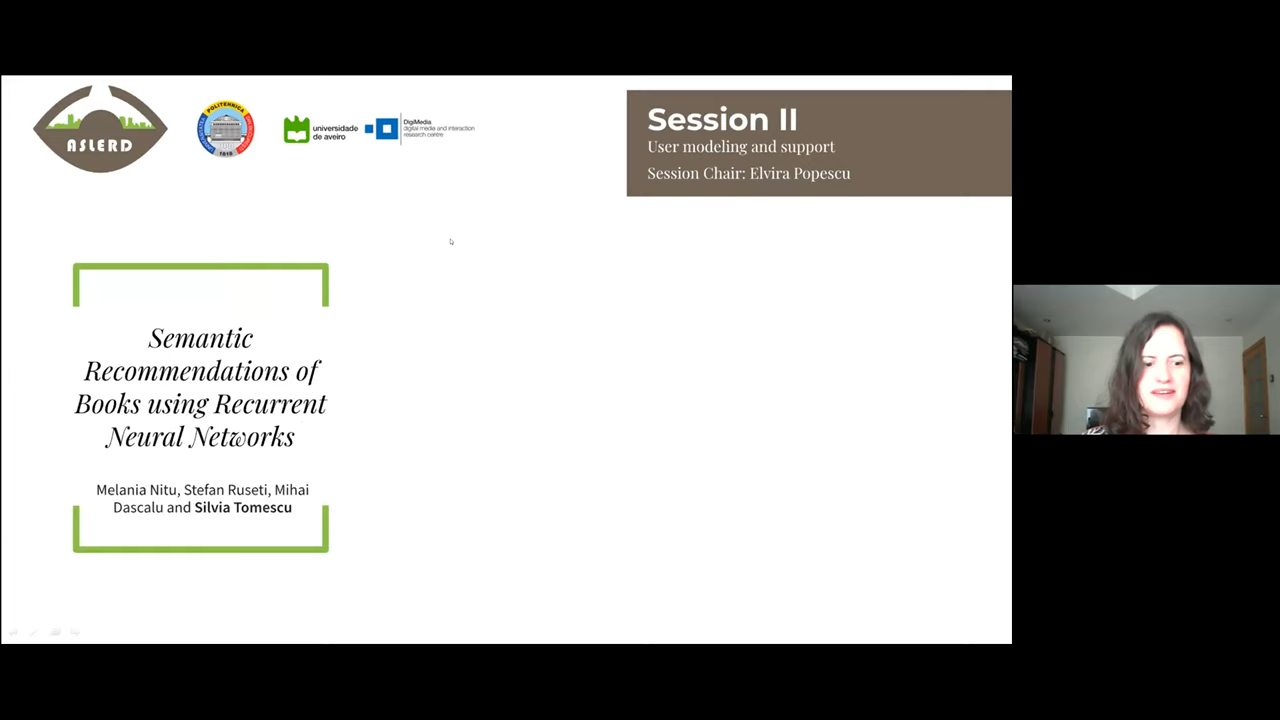 ASLERD
POLITEHNICA
1818
universidade
de aveiro
DigiMedia
digital media and interaction
research centre
Session II
User modeling and support
Session Chair: Elvira Popescu
Semantic
Recommendations of
Books using Recurrent
Neural Networks
Melania Nitu, Stefan Ruseti, Mihai
Dascalu and Silvia Tomescu